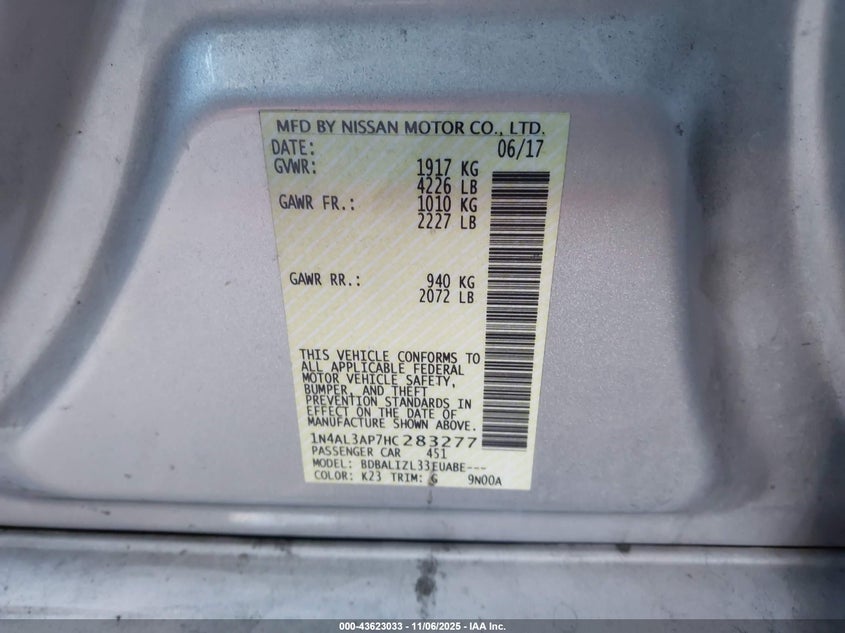 MFD BY NISSAN MOTOR CO., LTD.
DATE: 06/17
GVWR: 1917 KG
4226 LB
GAWR FR.: 1010 KG
2227 LB
GAWR RR.: 940 KG
2072 LB
THIS VEHICLE CONFORMS TO
ALL APPLICABLE FEDERAL
MOTOR VEHICLE SAFETY,
BUMPER, AND THEFT
PREVENTION STANDARDS IN
EFFECT ON THE DATE OF
MANUFACTURE SHOWN ABOVE.
1N4AL3AP7HC283277
PASSENGER CAR 451
MODEL: BDBALIZL33EUABE---
COLOR: K23 TRIM: G 9N00A
000-43623033 - 11/06/2025 - IAA Inc.